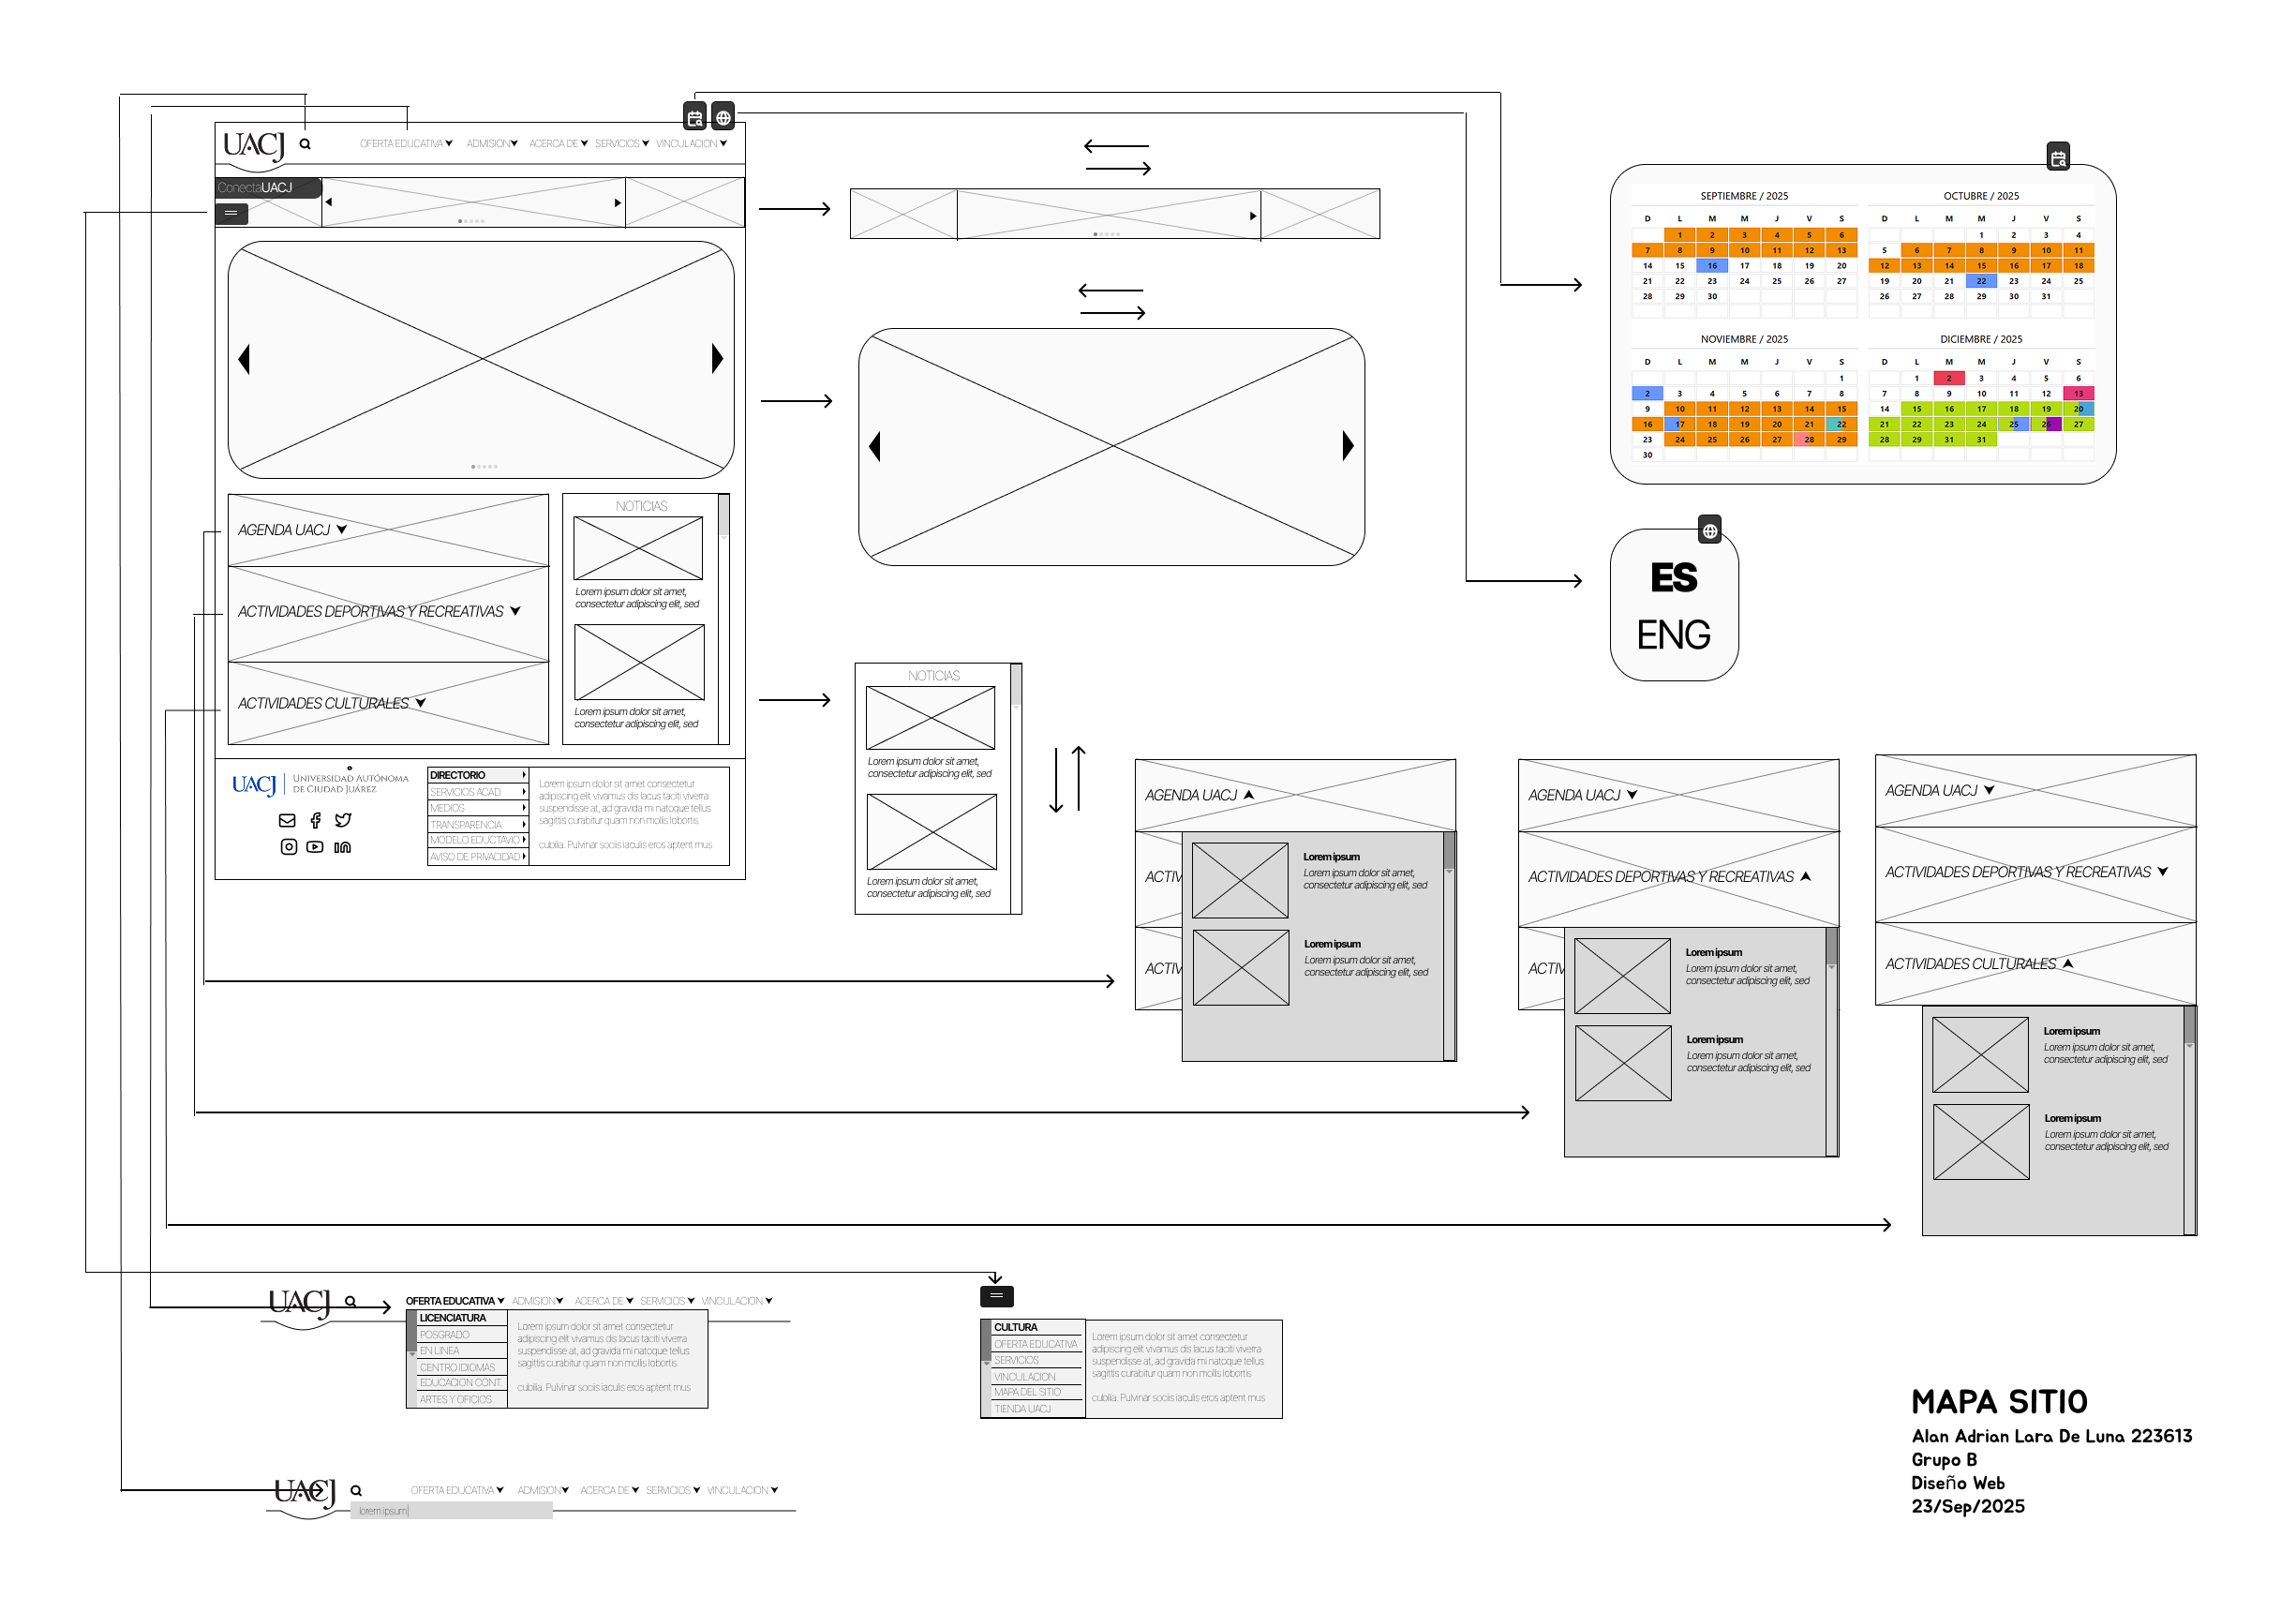 UACJ
OFERTA EDUCATIVA ADMISION ACERCA DE SERVICIOS VINCULACION
ConectaUACJ
AGENDA UACJ
ACTIVIDADES DEPORTIVAS Y RECREATIVAS
ACTIVIDADES CULTURALES
NOTICIAS
Lorem ipsum dolor sit amet,
consectetur adipiscing elit, sed
Lorem ipsum dolor sit amet,
consectetur adipiscing elit, sed
UACJ
UNIVERSIDAD AUTÓNOMA
DE CIUDAD JUÁREZ
DIRECTORIO
SERVICIOS ACAD.
MEDIOS
TRANSPARENCIA
MODELO EDUCTAVIO
AVISO DE PRIVACIDAD
Lorem ipsum dolor sit amet consectetur
adipiscing elit vivamus dis lacus taciti viverra
suspendisse at, ad gravida mi natoque tellus
sagittis curabitur quam non mollis lobortis
cubilia. Pulvinar sociis iaculis eros aptent mus
NOTICIAS
Lorem ipsum dolor sit amet,
consectetur adipiscing elit, sed
Lorem ipsum dolor sit amet,
consectetur adipiscing elit, sed
SEPTIEMBRE / 2025
D L M M J V S
1 2 3 4 5 6
7 8 9 10 11 12 13
14 15 16 17 18 19 20
21 22 23 24 25 26 27
28 29 30
OCTUBRE / 2025
D L M M J V S
1 2 3 4
5 6 7 8 9 10 11
12 13 14 15 16 17 18
19 20 21 22 23 24 25
26 27 28 29 30 31
NOVIEMBRE / 2025
D L M M J V S
1
2 3 4 5 6 7 8
9 10 11 12 13 14 15
16 17 18 19 20 21 22
23 24 25 26 27 28 29
30
DICIEMBRE / 2025
D L M M J V S
1 2 3 4 5 6
7 8 9 10 11 12 13
14 15 16 17 18 19 20
21 22 23 24 25 26 27
28 29 31 31
ES
ENG
AGENDA UACJ
ACTIV
ACTIV
Lorem ipsum
Lorem ipsum dolor sit amet,
consectetur adipiscing elit, sed
Lorem ipsum
Lorem ipsum dolor sit amet,
consectetur adipiscing elit, sed
AGENDA UACJ
ACTIVIDADES DEPORTIVAS Y RECREATIVAS
ACTIV
Lorem ipsum
Lorem ipsum dolor sit amet,
consectetur adipiscing elit, sed
Lorem ipsum
Lorem ipsum dolor sit amet,
consectetur adipiscing elit, sed
AGENDA UACJ
ACTIVIDADES DEPORTIVAS Y RECREATIVAS
ACTIVIDADES CULTURALES
Lorem ipsum
Lorem ipsum dolor sit amet,
consectetur adipiscing elit, sed
Lorem ipsum
Lorem ipsum dolor sit amet,
consectetur adipiscing elit, sed
UACJ
OFERTA EDUCATIVA ADMISION ACERCA DE SERVICIOS VINCULACION
LICENCIATURA
POSGRADO
EN LINEA
CENTRO IDIOMAS
EDUCACION CONT.
ARTES Y OFICIOS
Lorem ipsum dolor sit amet consectetur
adipiscing elit vivamus dis lacus taciti viverra
suspendisse at, ad gravida mi natoque tellus
sagittis curabitur quam non mollis lobortis
cubilia. Pulvinar sociis iaculis eros aptent mus
CULTURA
OFERTA EDUCATIVA
SERVICIOS
VINCULACION
MAPA DEL SITIO
TIENDA UACJ
Lorem ipsum dolor sit amet consectetur
adipiscing elit vivamus dis lacus taciti viverra
suspendisse at, ad gravida mi natoque tellus
sagittis curabitur quam non mollis lobortis
cubilia. Pulvinar sociis iaculis eros aptent mus
UACJ
OFERTA EDUCATIVA ADMISION ACERCA DE SERVICIOS VINCULACION
lorem ipsum
MAPA SITIO
Alan Adrian Lara De Luna 223613
Grupo B
Diseño Web
23/Sep/2025